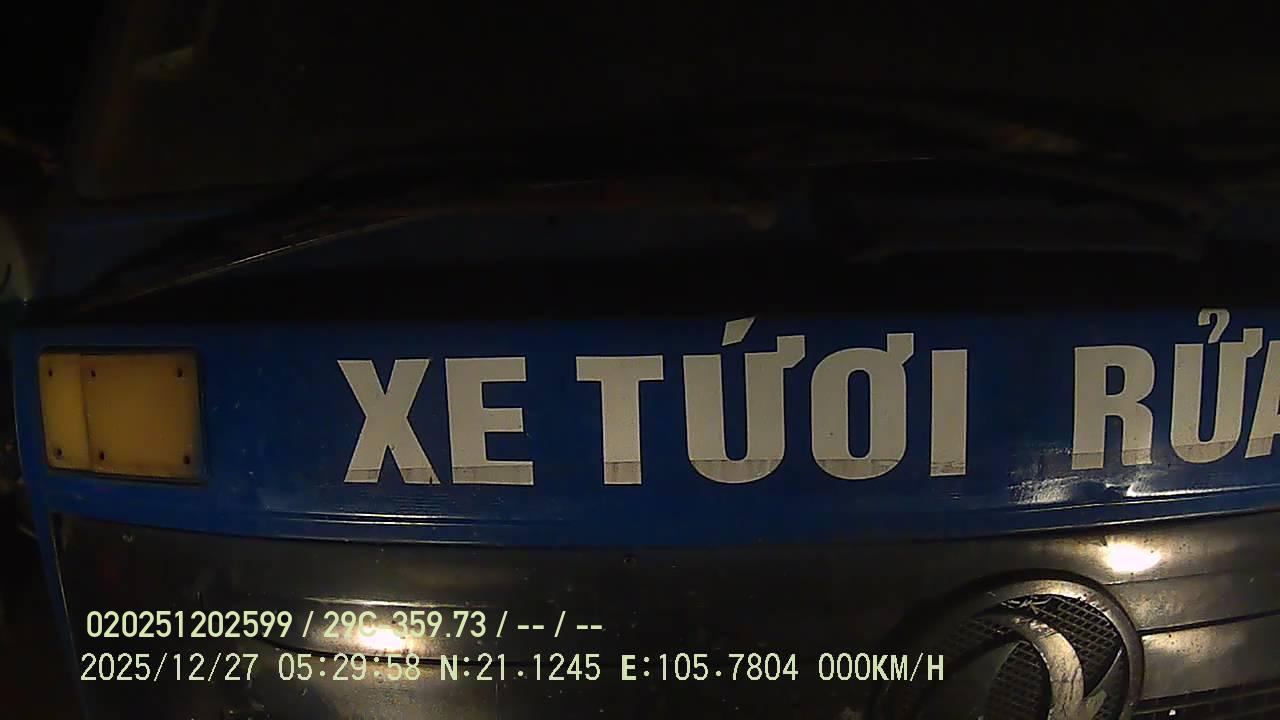 XE TƯỚI RỬA
020251202599 / 29C-359.73 / -- / --
2025/12/27 05:29:58 N:21.1245 E:105.7804 000KM/H